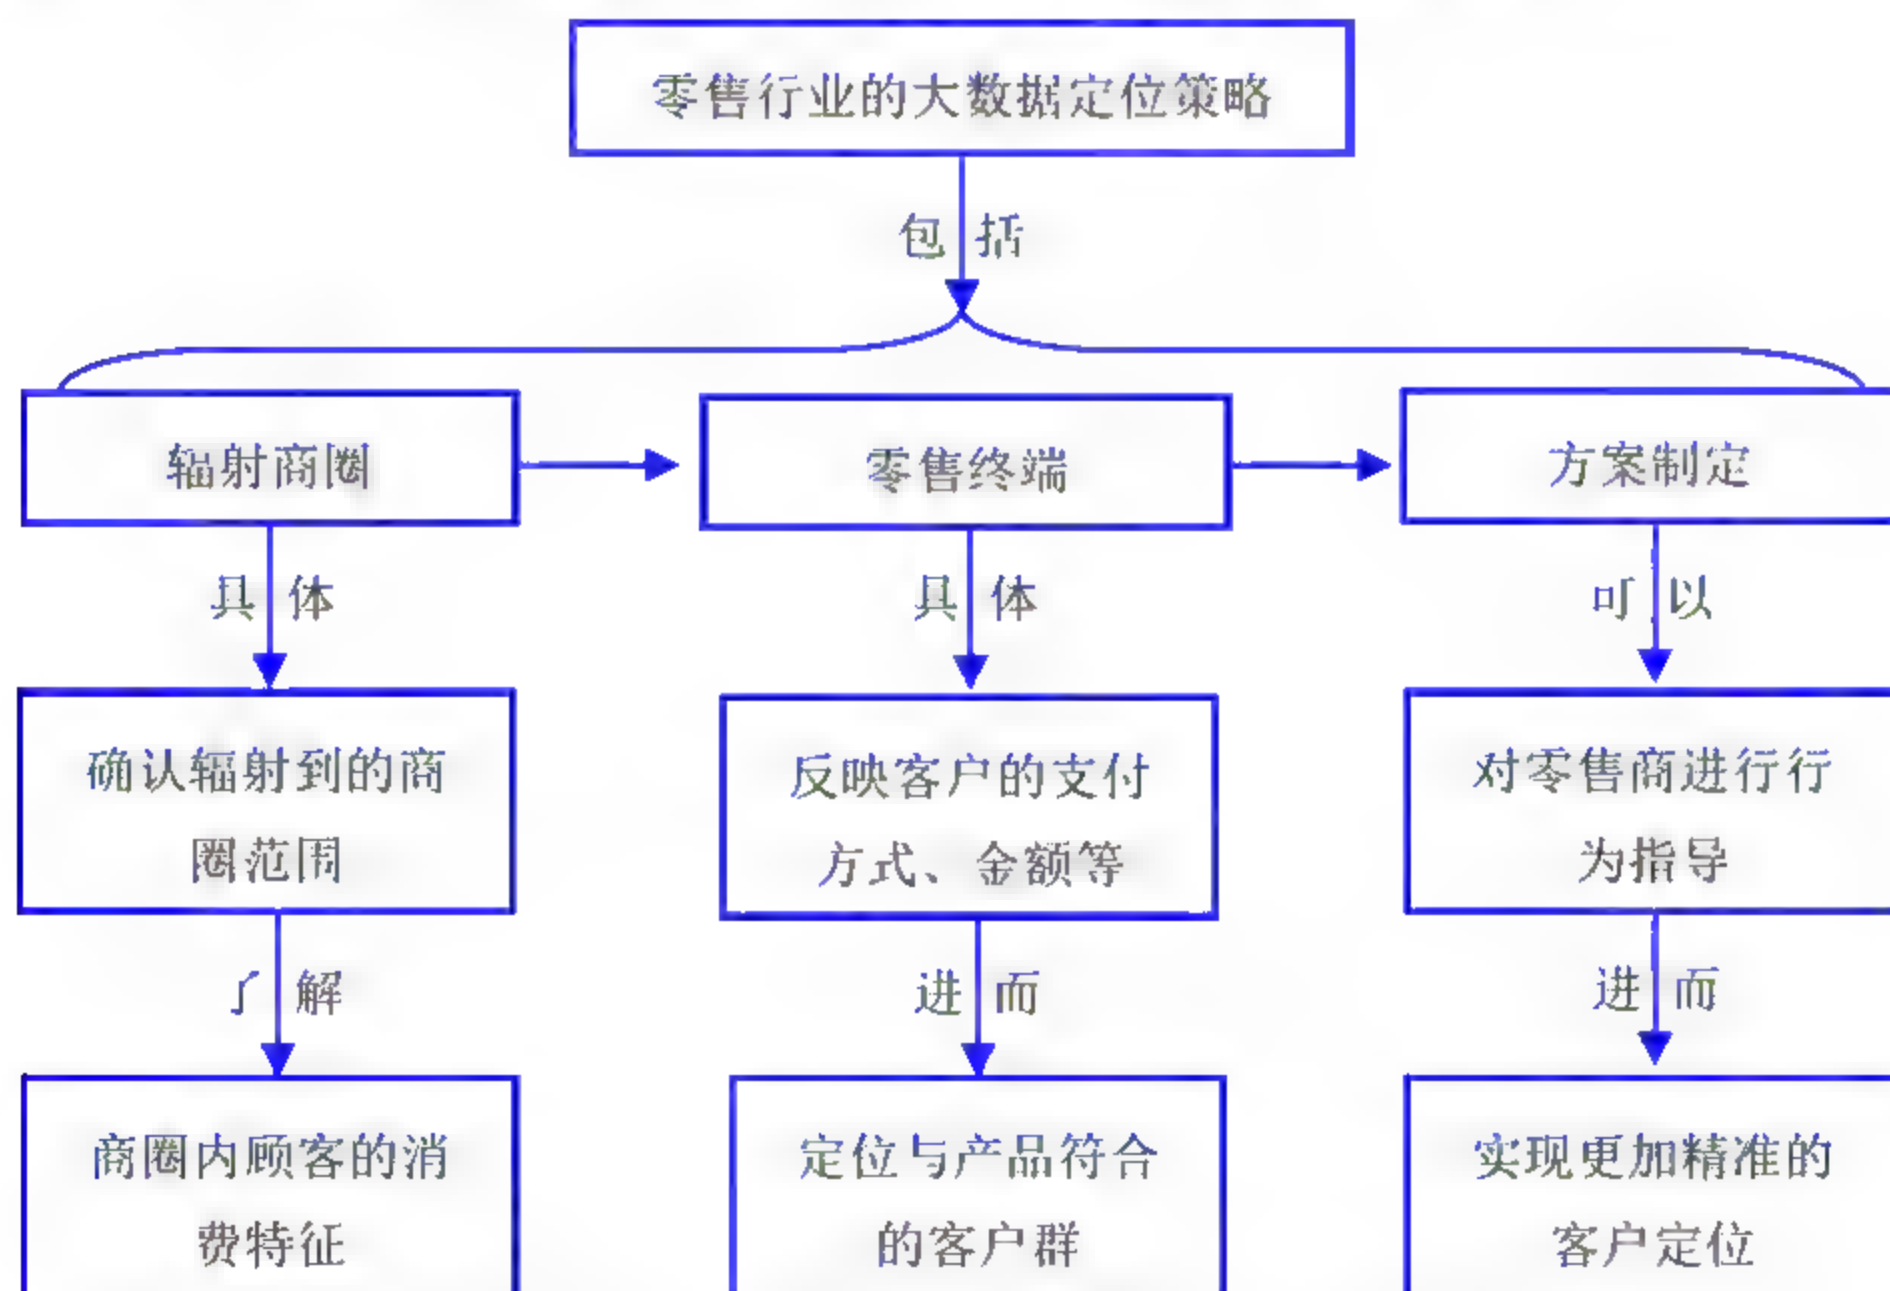 零售行业的大数据定位策略
包括
辐射商圈
零售终端
方案制定
具体
具体
可以
确认辐射到的商
圈范围
反映客户的支付
方式、金额等
对零售商进行行
为指导
了解
进而
进而
商圈内顾客的消
费特征
定位与产品符合
的客户群
实现更加精准的
客户定位